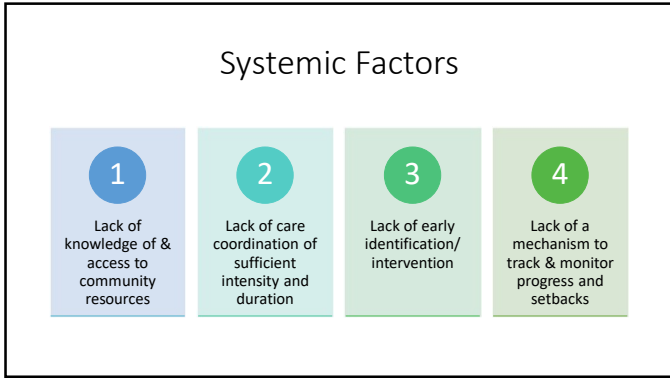 Systemic Factors
1
Lack of
knowledge of &
access to
community
resources
2
Lack of care
coordination of
sufficient
intensity and
duration
3
Lack of early
identification/
intervention
4
Lack of a
mechanism to
track & monitor
progress and
setbacks